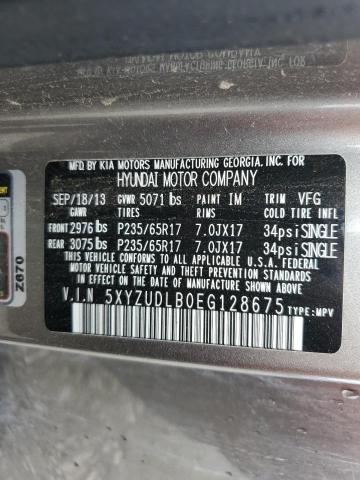 MFD. BY KIA MOTORS MANUFACTURING GEORGIA, INC. FOR
HYUNDAI MOTOR COMPANY
SEP/18/13 GVWR 5071 lbs PAINT IM TRIM VFG
GAWR TIRES RIMS COLD TIRE INFL
FRONT 2976 lbs P235/65R17 7.0JX17 34psi SINGLE
REAR 3075 lbs P235/65R17 7.0JX17 34psi SINGLE
THIS VEHICLE CONFORMS TO ALL APPLICABLE
U.S.A. FEDERAL MOTOR VEHICLE SAFETY STANDARDS
IN EFFECT ON THE DATE OF MANUFACTURE SHOWN ABOVE.
V.I.N 5XYZUDLB0EG128675 TYPE:MPV
Z670